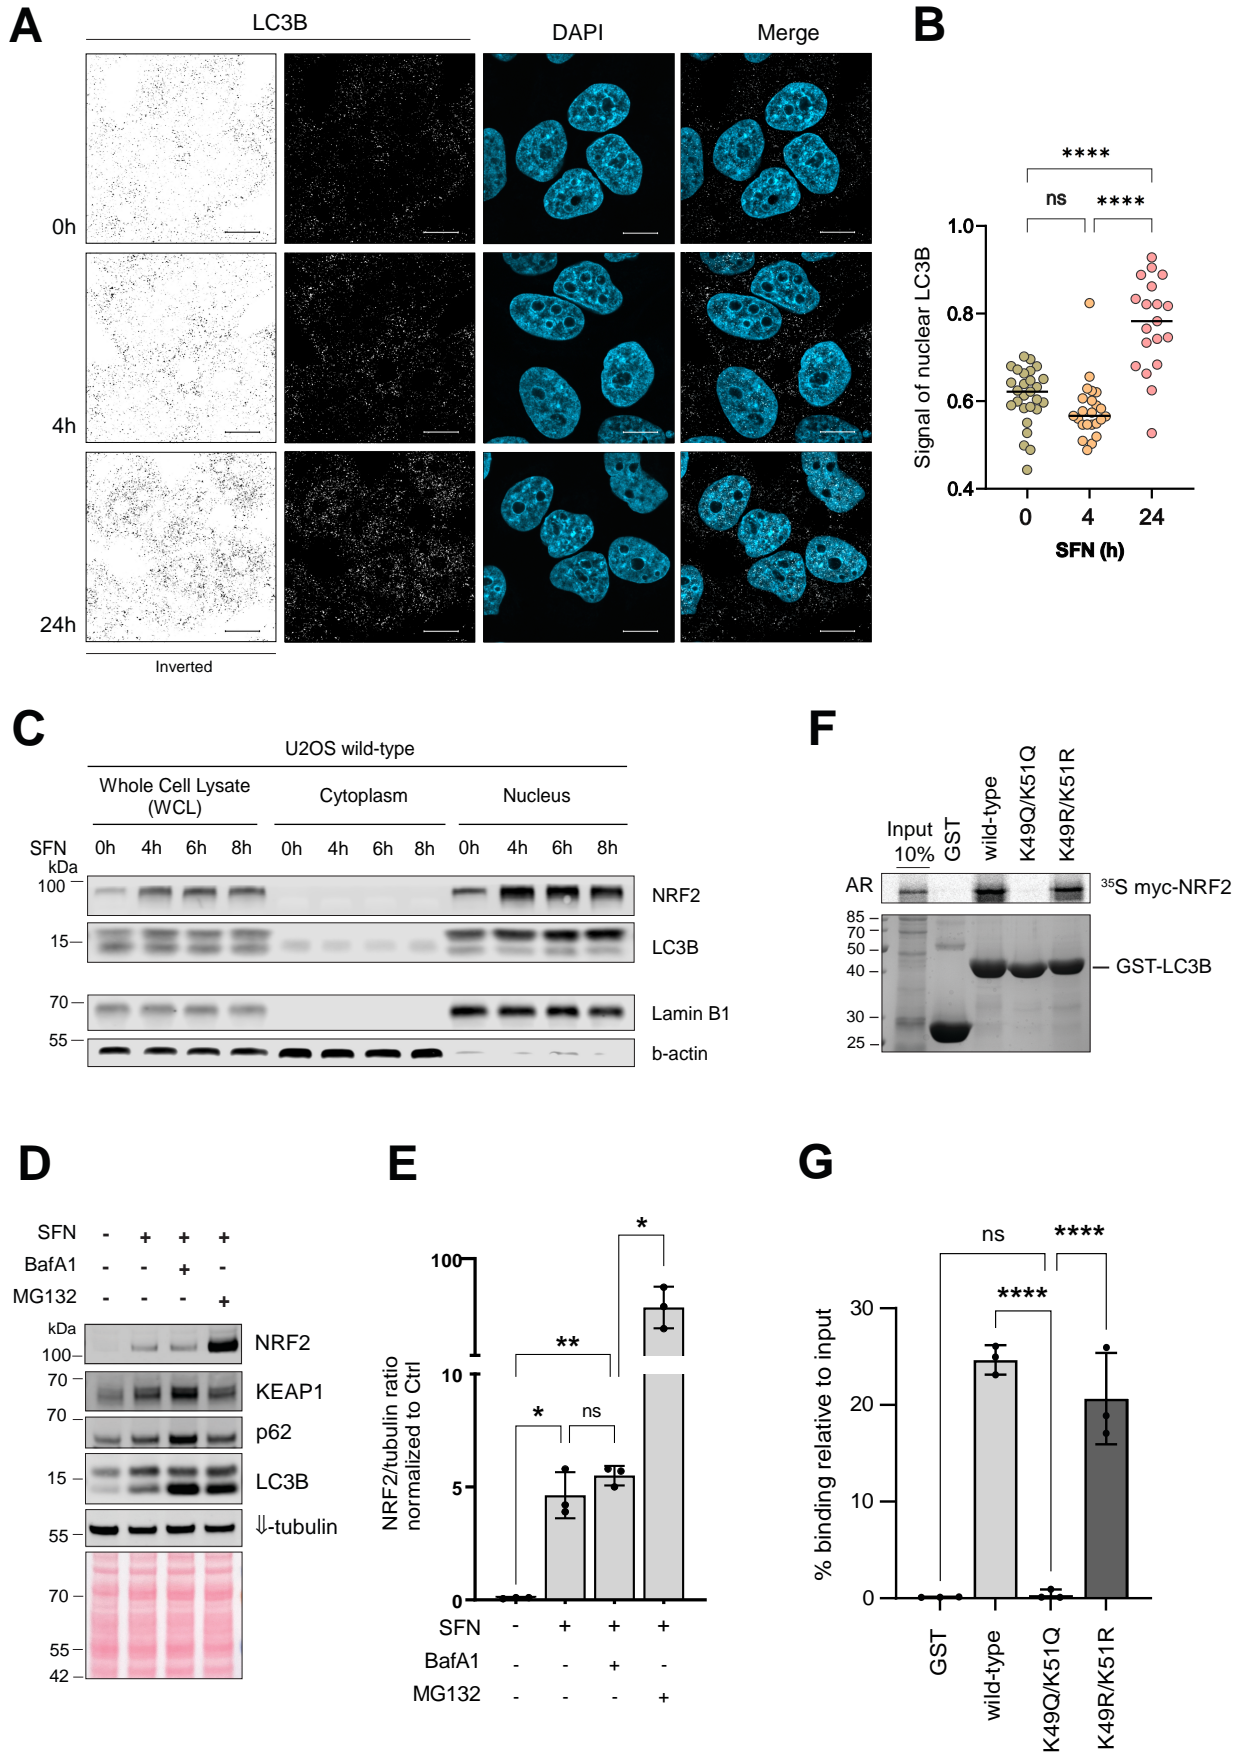 A
LC3B
DAPI
Merge
0h
4h
24h
Inverted
B
****
ns
****
Signal of nuclear LC3B
1.0
0.8
0.6
0.4
0
4
24
SFN (h)
C
U2OS wild-type
Whole Cell Lysate
(WCL)
Cytoplasm
Nucleus
SFN
0h 4h 6h 8h 0h 4h 6h 8h 0h 4h 6h 8h
kDa
100
NRF2
15
LC3B
70
Lamin B1
55
b-actin
F
Input
10%
GST
wild-type
K49Q/K51Q
K49R/K51R
AR
35S myc-NRF2
85
70
50
40
30
25
GST-LC3B
D
SFN - + + +
BafA1 - - + -
MG132 - - - +
kDa
100
NRF2
70
KEAP1
70
p62
15
LC3B
55
⇓-tubulin
70
55
42
E
NRF2/tubulin ratio
normalized to Ctrl
100
10
5
0
*
**
*
ns
SFN - + + +
BafA1 - - + -
MG132 - - - +
G
% binding relative to input
30
20
10
0
ns
****
****
GST
wild-type
K49Q/K51Q
K49R/K51R